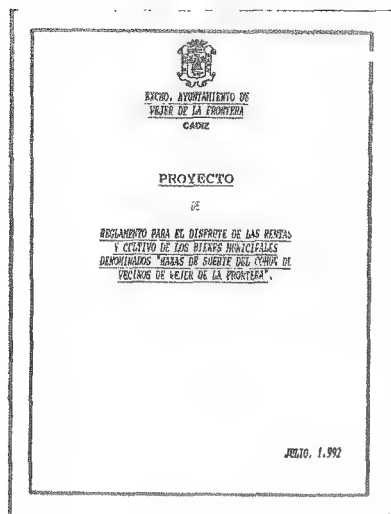 EXCMO. AYUNTAMIENTO DE
VEJER DE LA FRONTERA
CADIZ
PROYECTO
DE
REGLAMENTO PARA EL DISFRUTE DE LAS RENTAS
Y CULTIVO DE LOS BIENES MUNICIPALES
DENOMINADOS "HAZAS DE SUERTE DEL COMUN DE
VECINOS DE VEJER DE LA FRONTERA".
JULIO, 1.992